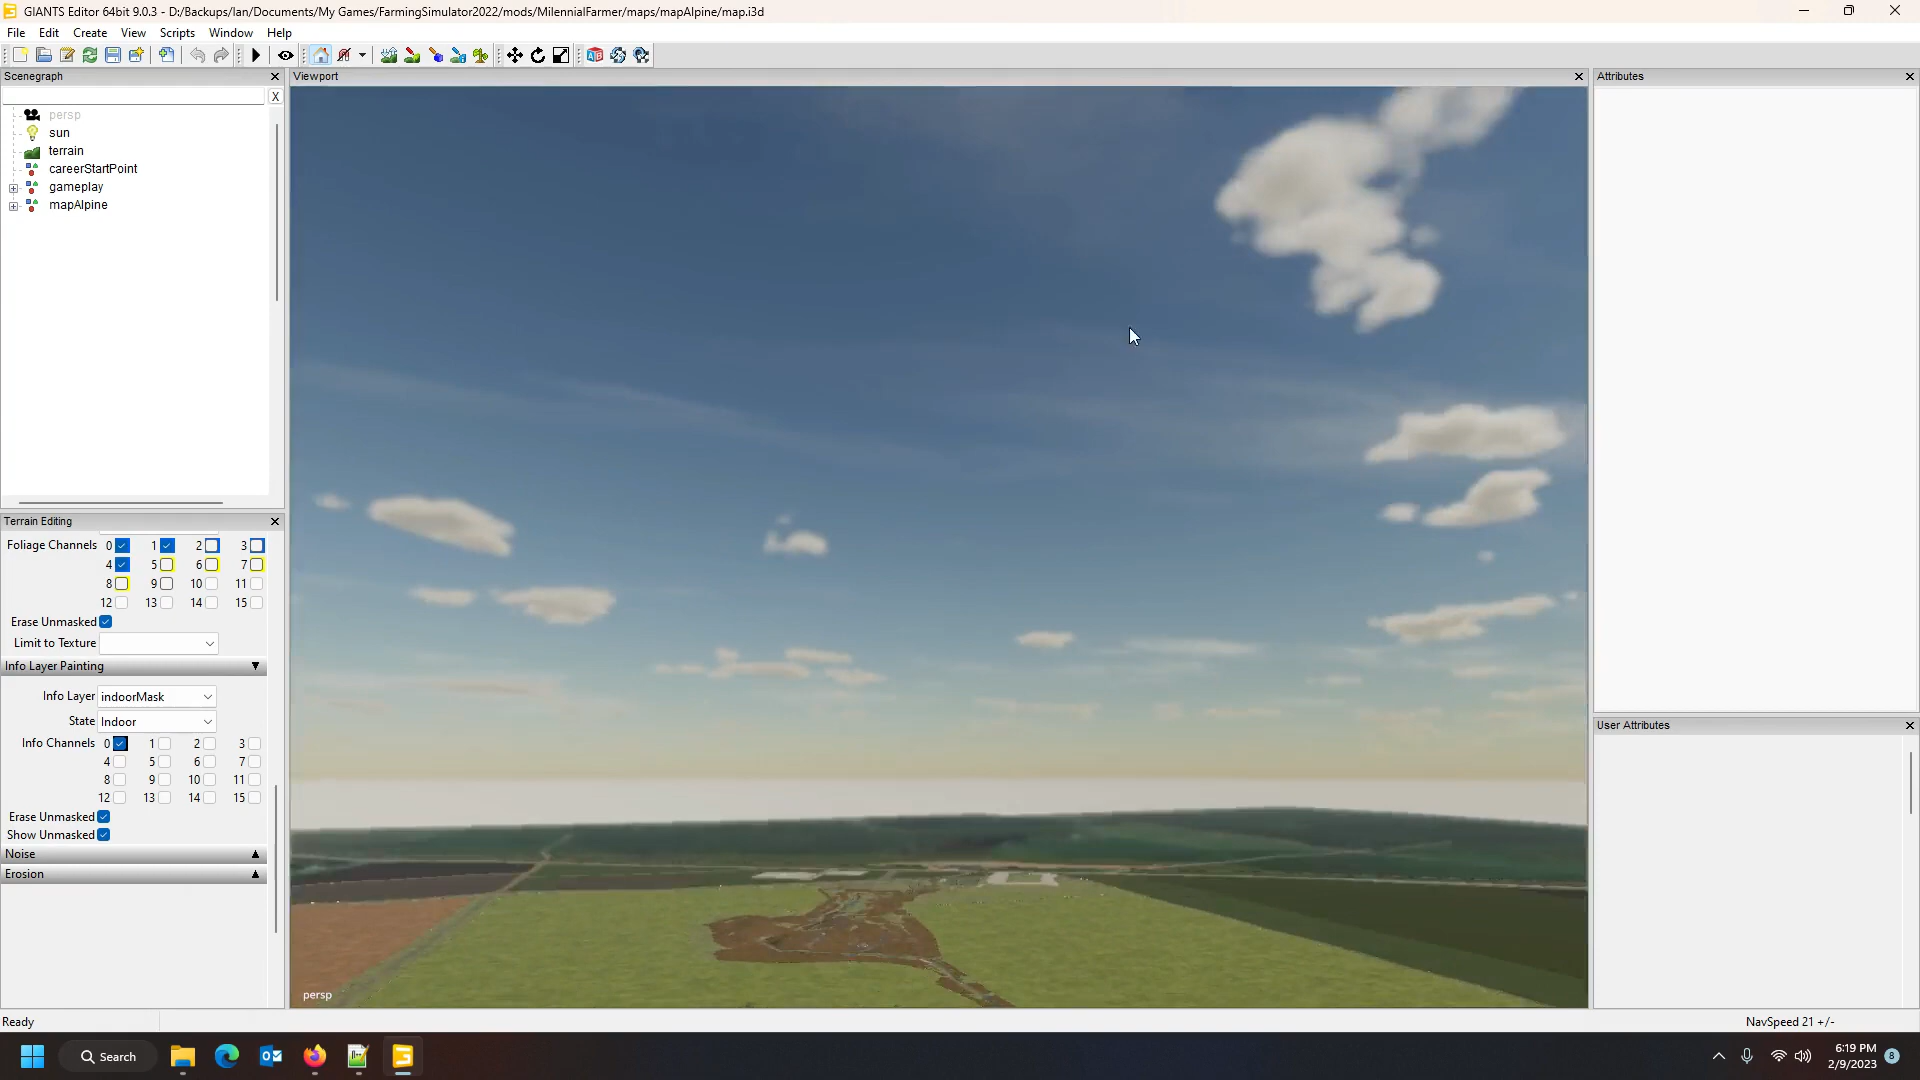 GIANTS Editor 64bit 9.0.3 - D:/Backups/Ian/Documents/My Games/FarmingSimulator2022/mods/MilennialFarmer/maps/mapAlpine/map.i3d
File Edit Create View Scripts Window Help
Scenegraph
Viewport
Attributes
X
persp
sun
terrain
careerStartPoint
gameplay
mapAlpine
Terrain Editing
Foliage Channels 0 1 2 3
4 5 6 7
8 9 10 11
12 13 14 15
Erase Unmasked
Limit to Texture
Info Layer Painting
Info Layer indoorMask
State Indoor
Info Channels 0 1 2 3
4 5 6 7
8 9 10 11
12 13 14 15
Erase Unmasked
Show Unmasked
Noise
Erosion
persp
User Attributes
Ready
NavSpeed 21 +/-
Search
6:19 PM
2/9/2023
8